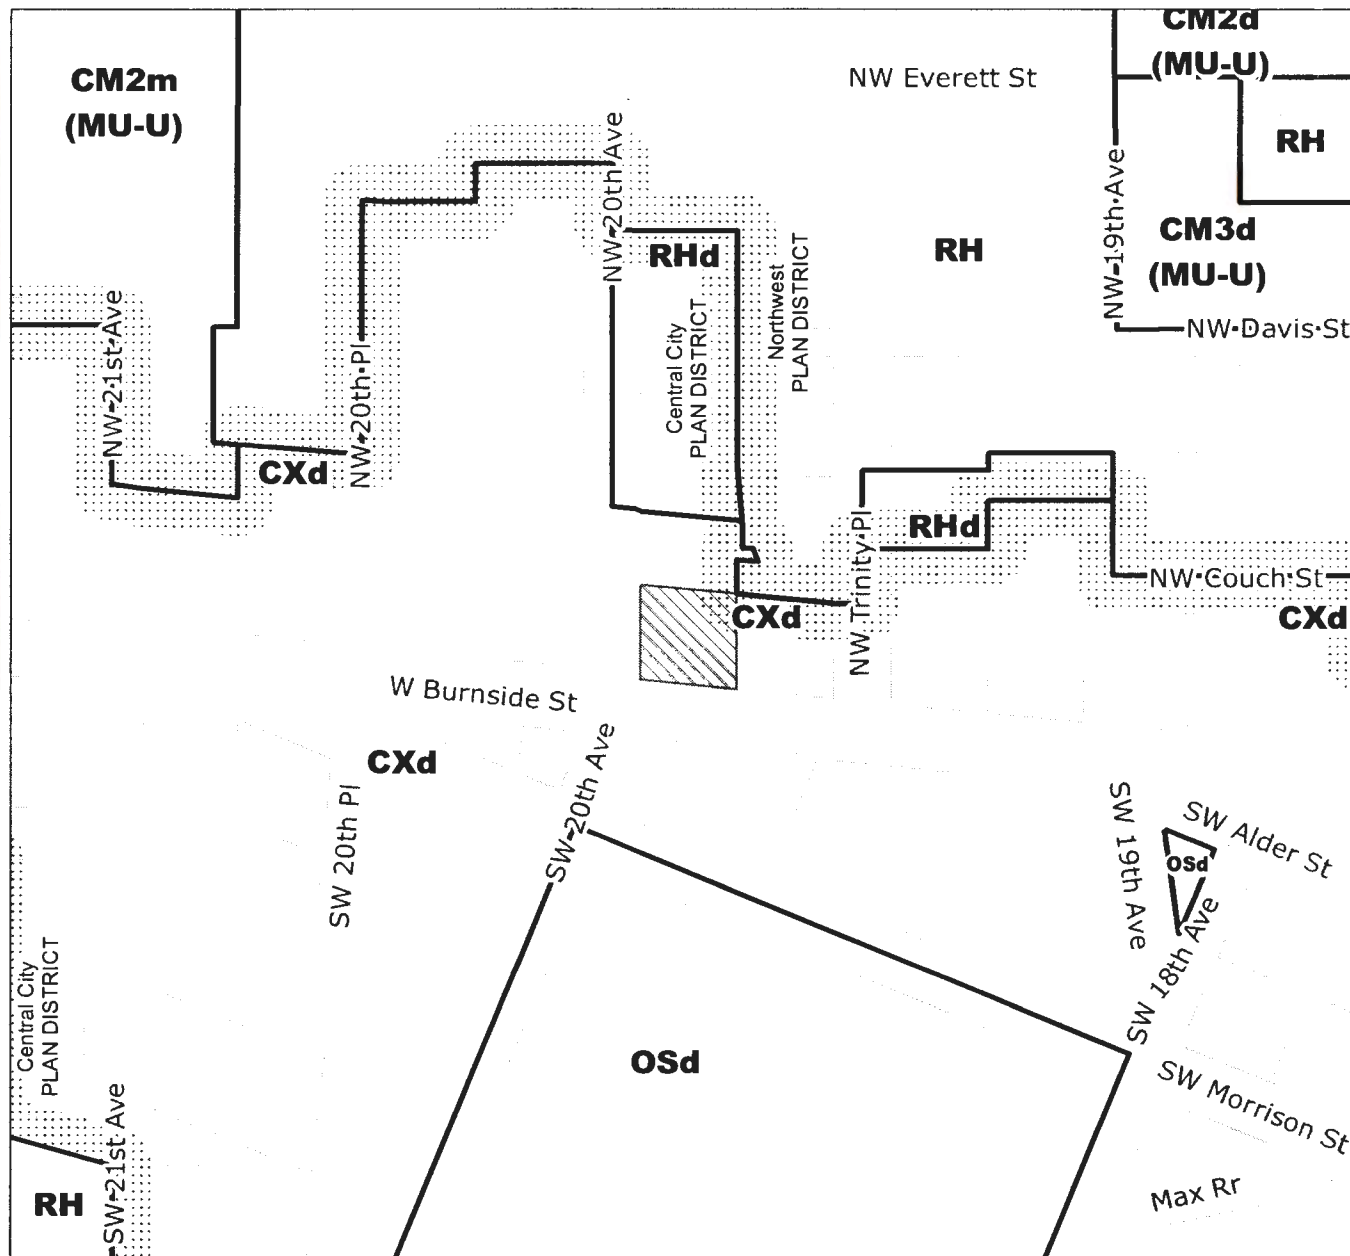 CM2d
(MU-U)
CM2m
(MU-U)
NW Everett St
RH
NW 20th Ave
NW 19th Ave
CM3d
(MU-U)
RHd
RH
Northwest
PLAN DISTRICT
Central City
PLAN DISTRICT
NW Davis St
NW 21st Ave
NW 20th Pl
CXd
RHd
NW Trinity Pl
NW Couch St
CXd
CXd
W Burnside St
CXd
SW 20th Ave
SW 20th Pl
SW 19th Ave
SW Alder St
OSd
SW 18th Ave
Central City
PLAN DISTRICT
OSd
SW Morrison St
SW 21st Ave
RH
Max Rr